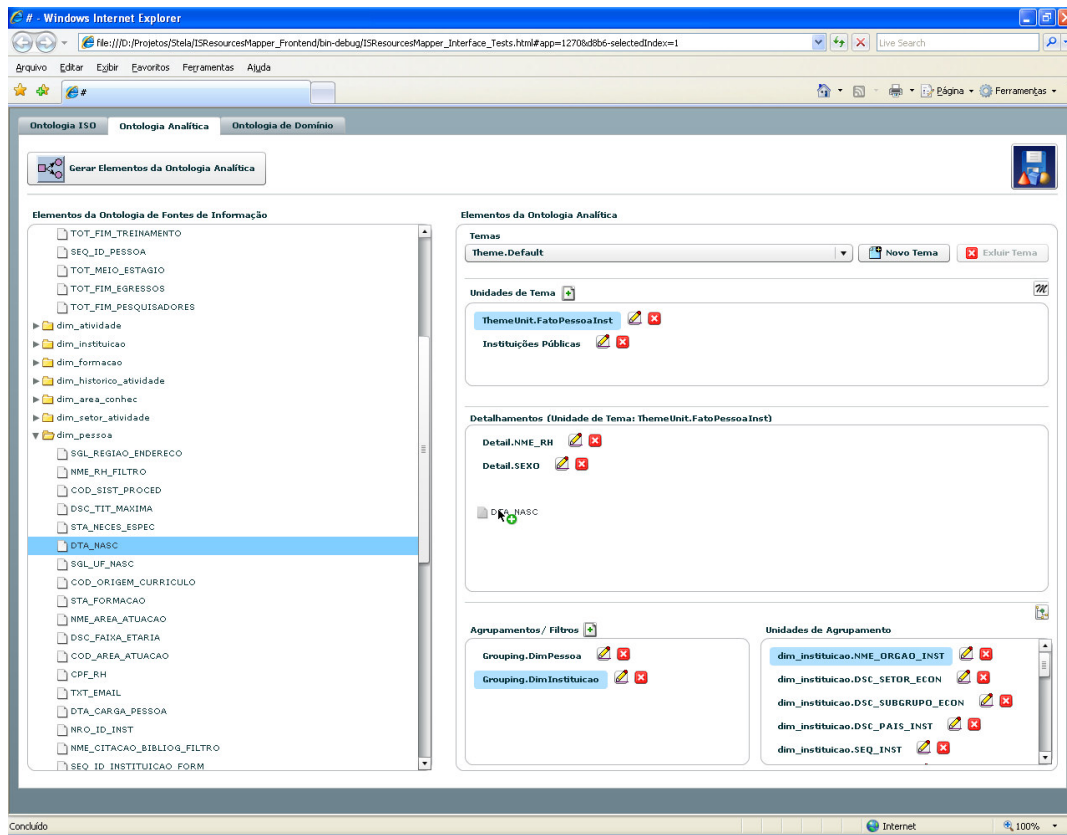 # - Windows Internet Explorer
file:///D:/Projetos/Stela/ISResourcesMapper_Frontend/bin-debug/ISResourcesMapper_Interface_Tests.html#app=1270&d8b6-selectedIndex=1
Live Search
Arquivo Editar Exibir Favoritos Ferramentas Ajuda
#
Página Ferramentas
Ontologia ISO Ontologia Analítica Ontologia de Domínio
Gerar Elementos da Ontologia Analítica
Elementos da Ontologia de Fontes de Informação
TOT_FIM_TREINAMENTO
SEQ_ID_PESSOA
TOT_MEIO_ESTAGIO
TOT_FIM_EGRESSOS
TOT_FIM_PESQUISADORES
dim_atividade
dim_instituicao
dim_formacao
dim_historico_atividade
dim_area_conhec
dim_setor_atividade
dim_pessoa
SGL_REGIAO_ENDERECO
NME_RH_FILTRO
COD_SIST_PROCED
DSC_TIT_MAXIMA
STA_NECES_ESPEC
DTA_NASC
SGL_UF_NASC
COD_ORIGEM_CURRICULO
STA_FORMACAO
NME_AREA_ATUACAO
DSC_FAIXA_ETARIA
COD_AREA_ATUACAO
CPF_RH
TXT_EMAIL
DTA_CARGA_PESSOA
NRO_ID_INST
NME_CITACAO_BIBLIOG_FILTRO
SEQ_ID_INSTITUICAO_FORM
Elementos da Ontologia Analítica
Temas
Theme.Default
Novo Tema
Exluir Tema
Unidades de Tema
m
ThemeUnit.FatoPessoaInst
Instituições Públicas
Detalhamentos (Unidade de Tema: ThemeUnit.FatoPessoaInst)
Detail.NME_RH
Detail.SEXO
DTA_NASC
Agrupamentos/ Filtros
Grouping.DimPessoa
Grouping.DimInstituicao
Unidades de Agrupamento
dim_instituicao.NME_ORGAO_INST
dim_instituicao.DSC_SETOR_ECON
dim_instituicao.DSC_SUBGRUPO_ECON
dim_instituicao.DSC_PAIS_INST
dim_instituicao.SEQ_INST
Concluído
Internet
100%